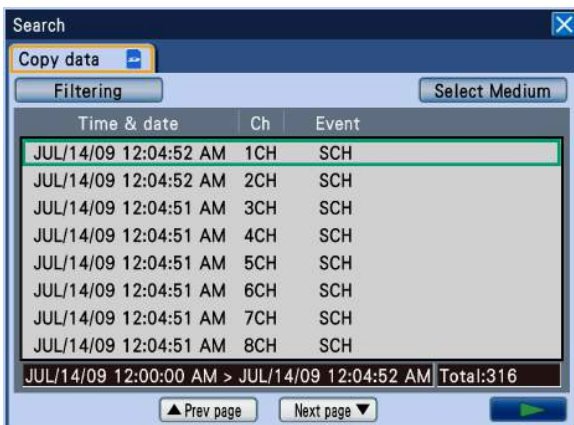 Search
Copy data
Filtering Select Medium
Time & date Ch Event
JUL/14/09 12:04:52 AM 1CH SCH
JUL/14/09 12:04:52 AM 2CH SCH
JUL/14/09 12:04:51 AM 3CH SCH
JUL/14/09 12:04:51 AM 4CH SCH
JUL/14/09 12:04:51 AM 5CH SCH
JUL/14/09 12:04:51 AM 6CH SCH
JUL/14/09 12:04:51 AM 7CH SCH
JUL/14/09 12:04:51 AM 8CH SCH
JUL/14/09 12:00:00 AM > JUL/14/09 12:04:52 AM Total:316
▲ Prev page Next page ▼